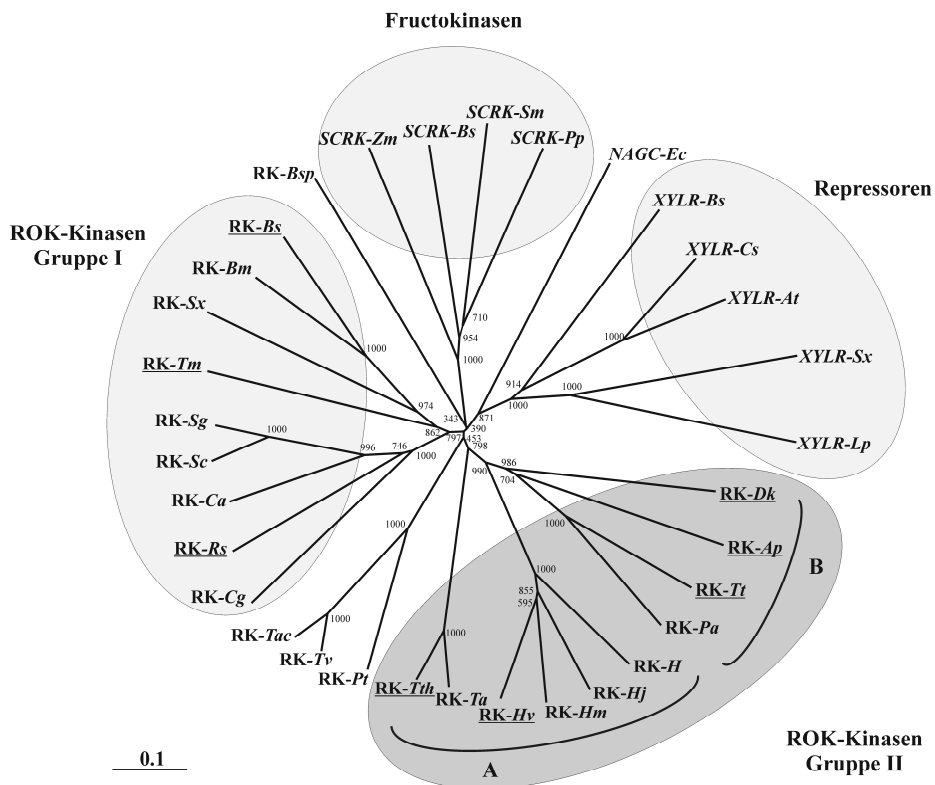 Fructokinasen
SCRK-Sm
SCRK-Bs
SCRK-Zm
SCRK-Pp
NAGC-Ec
RK-Bsp
Repressoren
XYLR-Bs
ROK-Kinasen
Gruppe I
RK-Bs
XYLR-Cs
RK-Bm
XYLR-At
RK-Sx
710
954
1000
1000
1000
XYLR-Sx
RK-Tm
1000
914
1000
974
343
871
RK-Sg
1000
862
797
390
453
XYLR-Lp
996
746
1000
798
RK-Sc
990
986
704
RK-Dk
RK-Ca
1000
1000
RK-Rs
RK-Ap
B
1000
RK-Tt
855
595
RK-Cg
1000
RK-Pa
RK-Tac
1000
RK-Tv
RK-H
RK-Pt
RK-Tth
RK-Ta
RK-Hj
RK-Hv
RK-Hm
ROK-Kinasen
Gruppe II
0.1
A